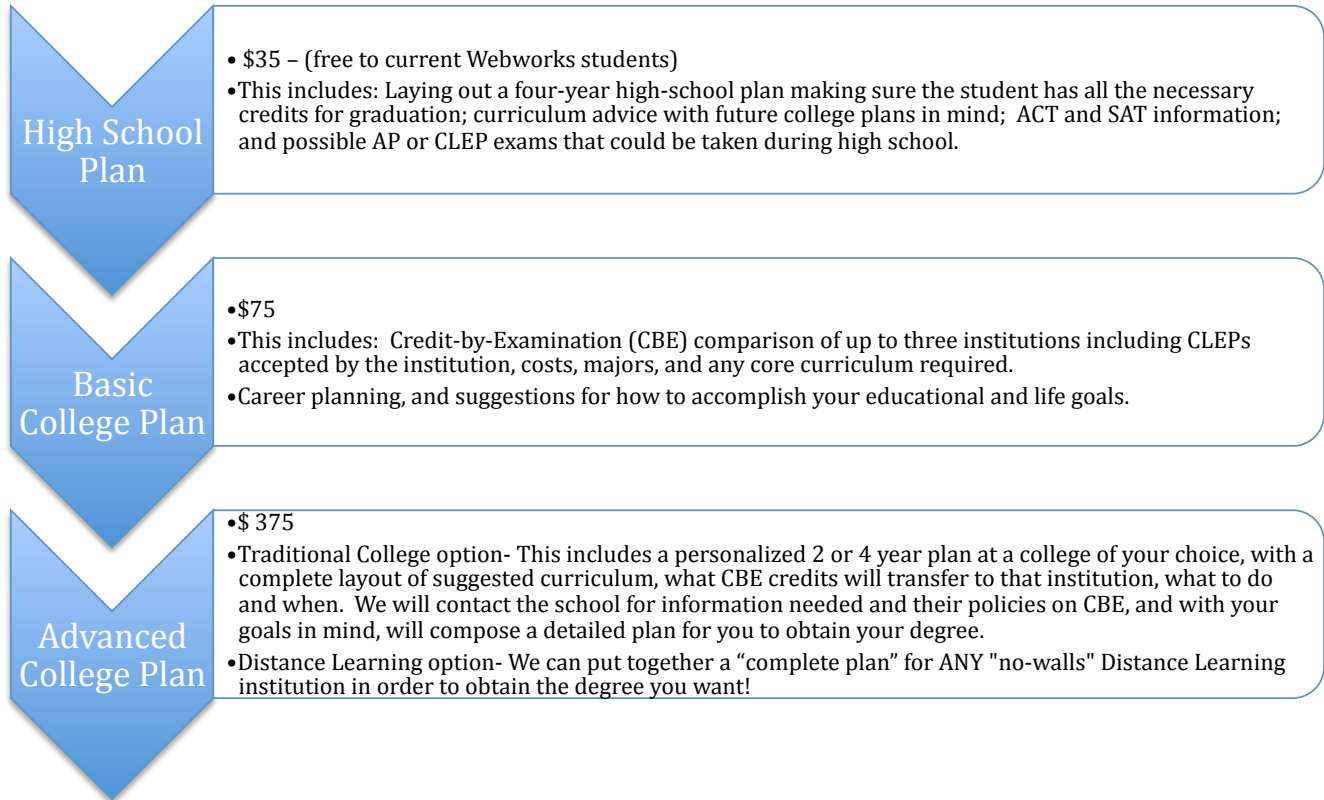 High School
Plan
• $35 – (free to current Webworks students)
•This includes: Laying out a four-year high-school plan making sure the student has all the necessary
credits for graduation; curriculum advice with future college plans in mind;  ACT and SAT information;
and possible AP or CLEP exams that could be taken during high school.
Basic
College Plan
•$75
•This includes:  Credit-by-Examination (CBE) comparison of up to three institutions including CLEPs
accepted by the institution, costs, majors, and any core curriculum required.
•Career planning, and suggestions for how to accomplish your educational and life goals.
Advanced
College Plan
•$ 375
•Traditional College option- This includes a personalized 2 or 4 year plan at a college of your choice, with a
complete layout of suggested curriculum, what CBE credits will transfer to that institution, what to do
and when.  We will contact the school for information needed and their policies on CBE, and with your
goals in mind, will compose a detailed plan for you to obtain your degree.
•Distance Learning option- We can put together a “complete plan” for ANY "no-walls" Distance Learning
institution in order to obtain the degree you want!